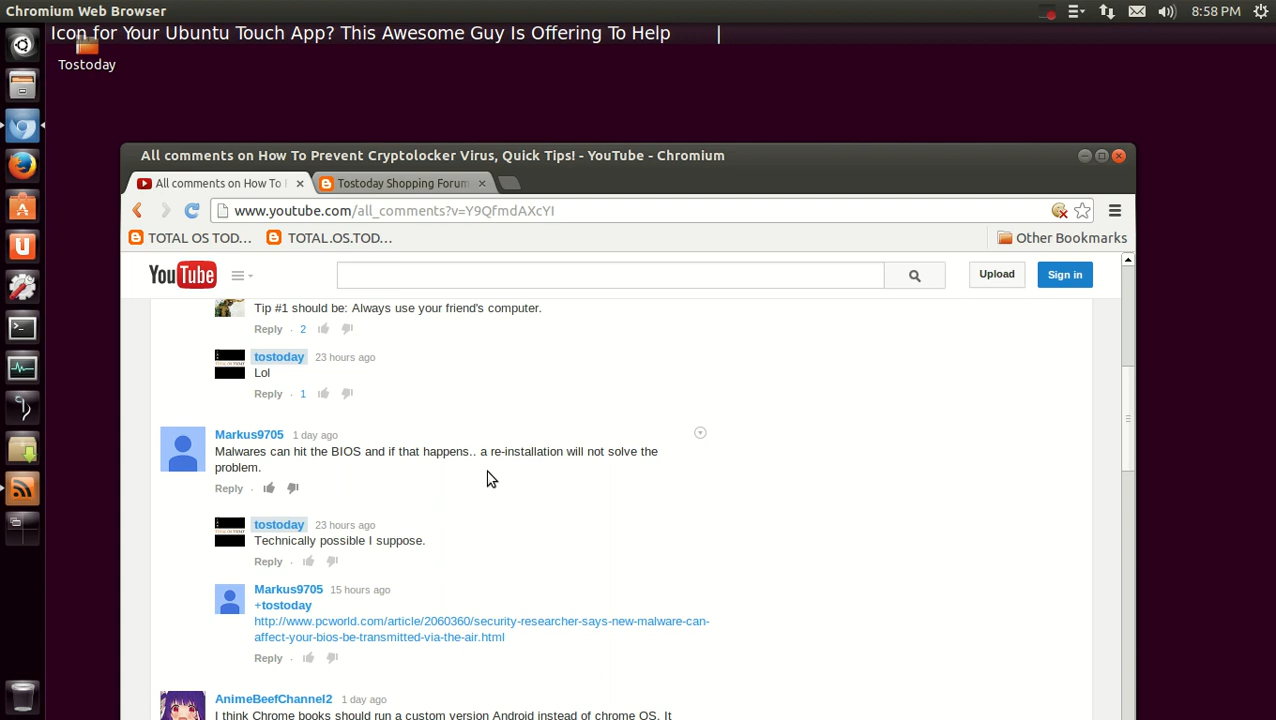 Chromium Web Browser
8:58 PM
Icon for Your Ubuntu Touch App? This Awesome Guy Is Offering To Help |
Tostoday
All comments on How To Prevent Cryptolocker Virus, Quick Tips! - YouTube - Chromium
All comments on How To
Tostoday Shopping Forum
www.youtube.com/all_comments?v=Y9QfmdAXcYI
TOTAL OS TOD...
TOTAL.OS.TOD...
Other Bookmarks
YouTube
Upload
Sign in
Tip #1 should be: Always use your friend's computer.
Reply · 2
tostoday 23 hours ago
Lol
Reply · 1
Markus9705 1 day ago
Malwares can hit the BIOS and if that happens.. a re-installation will not solve the
problem.
Reply ·
tostoday 23 hours ago
Technically possible I suppose.
Reply ·
Markus9705 15 hours ago
+tostoday
http://www.pcworld.com/article/2060360/security-researcher-says-new-malware-can-
affect-your-bios-be-transmitted-via-the-air.html
Reply ·
AnimeBeefChannel2 1 day ago
I think Chrome books should run a custom version Android instead of chrome OS. It